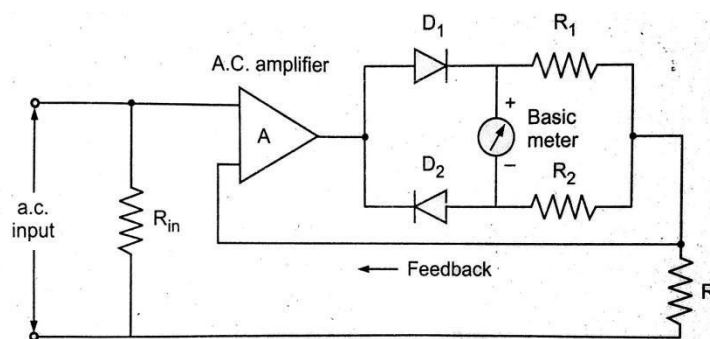 D1
R1
A.C. amplifier
+
A
Basic
meter
–
D2
R2
a.c.
input
Rin
Feedback
R